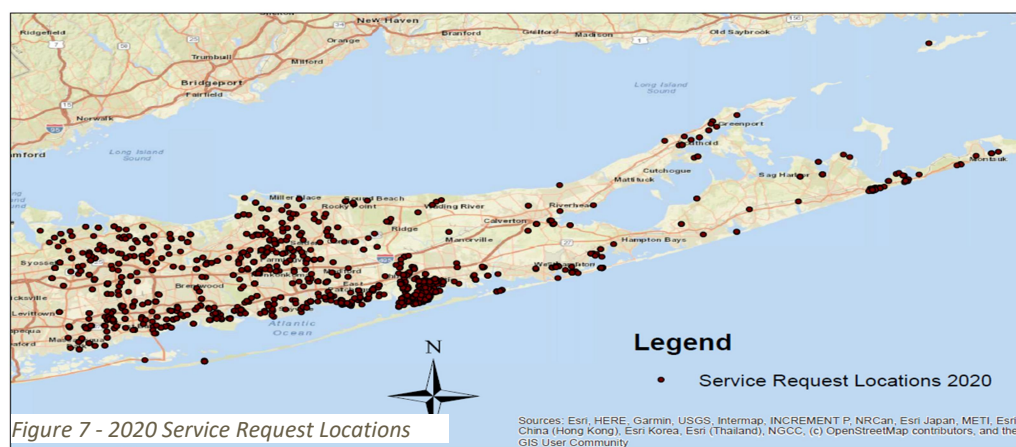 New Haven
Ridgefield
Branford
Guilford
Madison
Old Saybrook
Orange
Trumbull
Milford
Bridgeport
Fairfield
Long Island
Sound
Norwalk
95
amford
Long Island
Sound
Greenport
Cutchogue
Mattituck
Sag Harbor
Montauk
Miller Place
Rocky Point
Wading River
Riverhead
Calverton
Ridge
Manorville
27
Hampton Bays
Syosset
Brentwood
Levittown
Atlantic
Ocean
N
Legend
Service Request Locations 2020
Figure 7 - 2020 Service Request Locations
Sources: Esri, HERE, Garmin, USGS, Intermap, INCREMENT P, NRCan, Esri Japan, METI, Esri
China (Hong Kong), Esri Korea, Esri (Thailand), NGCC, (c) OpenStreetMap contributors, and the
GIS User Community